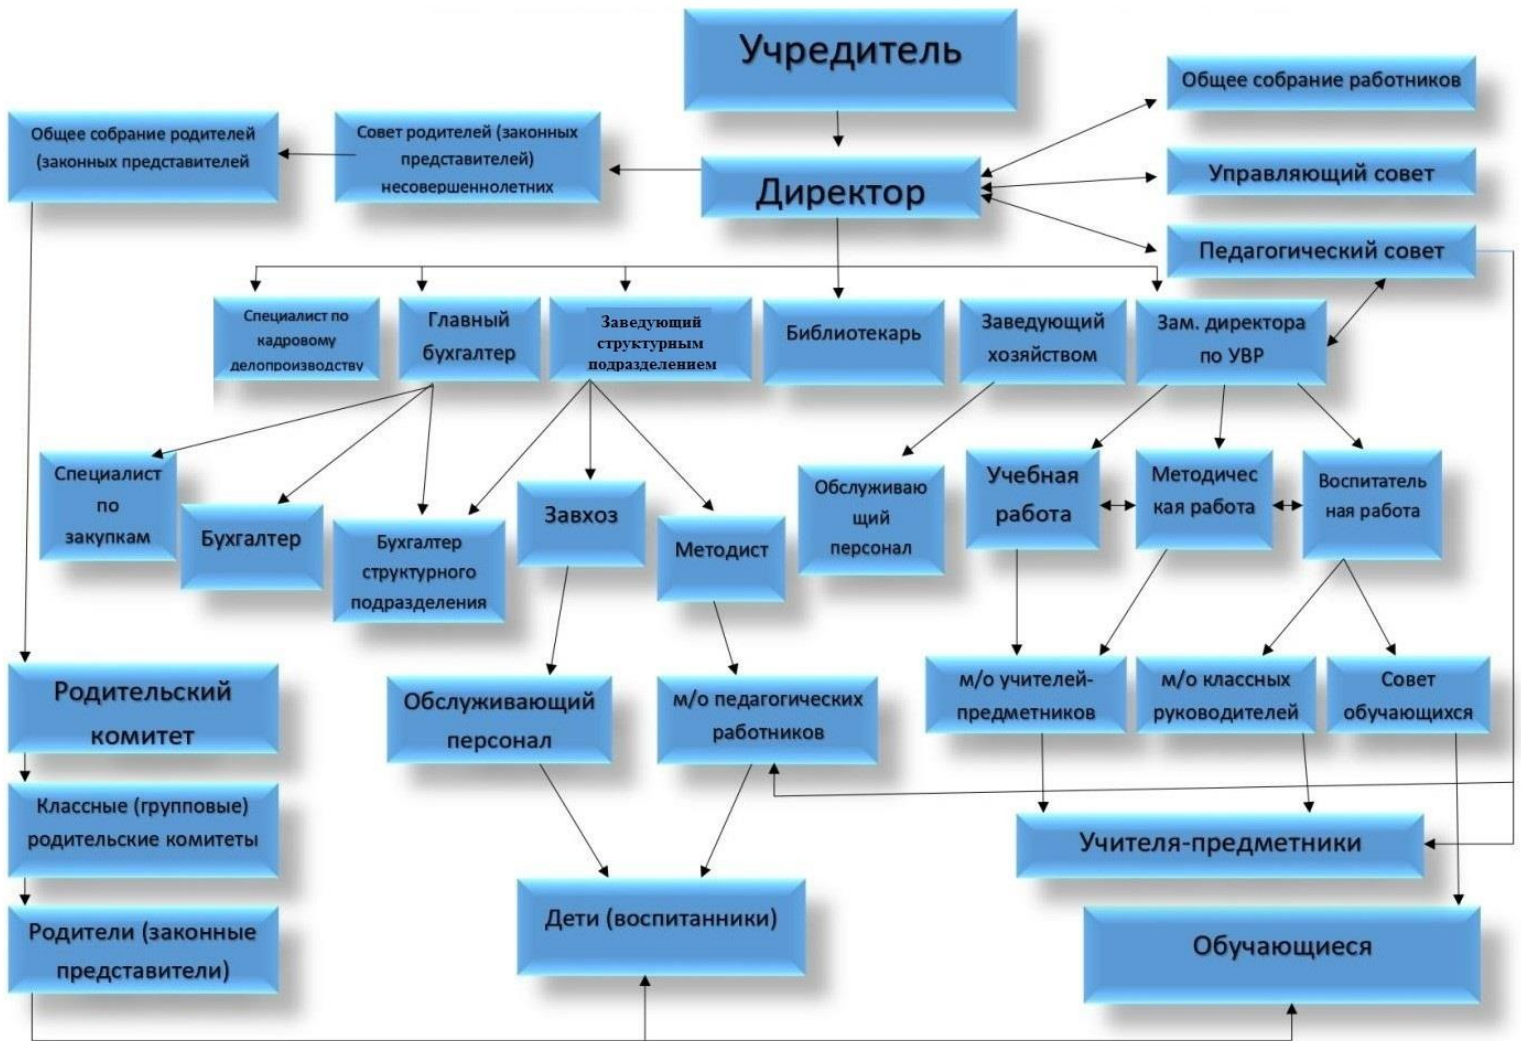 Учредитель
Общее собрание работников
Общее собрание родителей
(законных представителей
Совет родителей (законных
представителей)
несовершеннолетних
Директор
Управляющий совет
Педагогический совет
Специалист по
кадровому
делопроизводству
Главный
бухгалтер
Заведующий
структурным
подразделением
Библиотекарь
Заведующий
хозяйством
Зам. директора
по УВР
Специалист
по
закупкам
Бухгалтер
Бухгалтер
структурного
подразделения
Завхоз
Методист
Обслуживаю
щий
персонал
Учебная
работа
Методичес
кая работа
Воспитатель
ная работа
Родительский
комитет
Обслуживающий
персонал
м/о педагогических
работников
м/о учителей-
предметников
м/о классных
руководителей
Совет
обучающихся
Классные (групповые)
родительские комитеты
Учителя-предметники
Родители (законные
представители)
Дети (воспитанники)
Обучающиеся